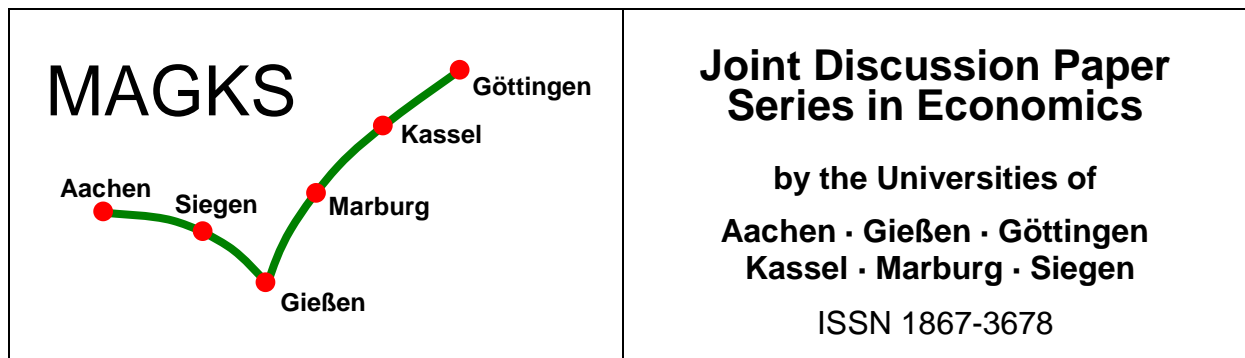 MAGKS
Göttingen
Kassel
Aachen
Siegen
Marburg
Gießen
Joint Discussion Paper
Series in Economics
by the Universities of
Aachen · Gießen · Göttingen
Kassel · Marburg · Siegen
ISSN 1867-3678